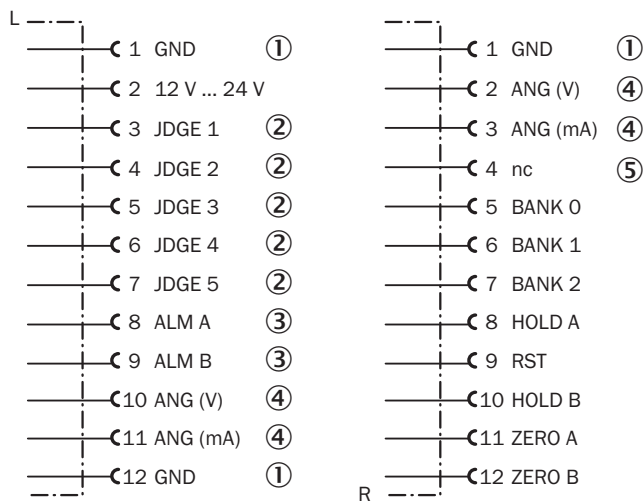 L
1 GND ①
2 12 V ... 24 V
3 JDGE 1 ②
4 JDGE 2 ②
5 JDGE 3 ②
6 JDGE 4 ②
7 JDGE 5 ②
8 ALM A ③
9 ALM B ③
10 ANG (V) ④
11 ANG (mA) ④
12 GND ①
1 GND ①
2 ANG (V) ④
3 ANG (mA) ④
4 nc ⑤
5 BANK 0
6 BANK 1
7 BANK 2
8 HOLD A
9 RST
10 HOLD B
11 ZERO A
12 ZERO B
R